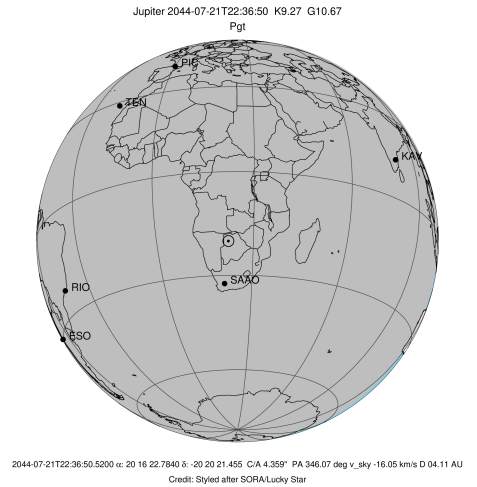 Jupiter 2044-07-21T22:36:50 K9.27 G10.67
Pgt
PIC
TEN
KAV
RIO
SAAO
ESO
2044-07-21T22:36:50.5200 α: 20 16 22.7840 δ: -20 20 21.455 C/A 4.359" PA 346.07 deg v_sky -16.05 km/s D 04.11 AU
Credit: Styled after SORA/Lucky Star